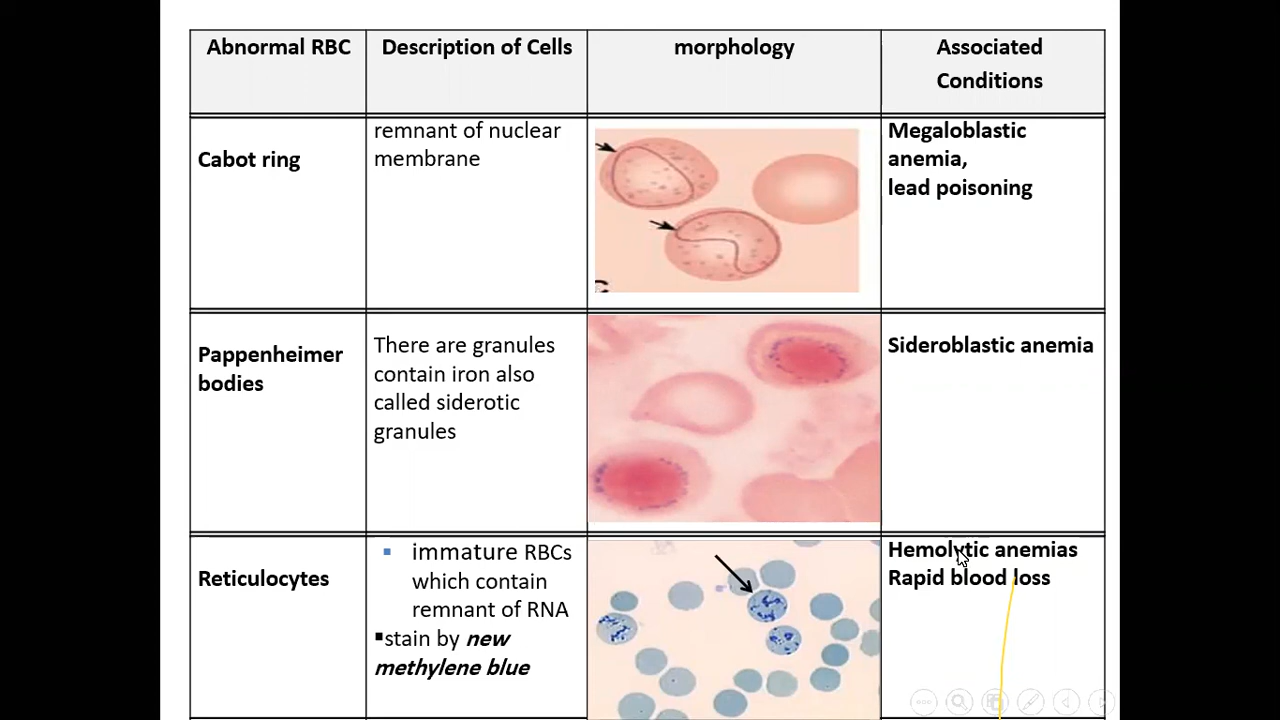 Abnormal RBC
Description of Cells
morphology
Associated
Conditions
Cabot ring
remnant of nuclear
membrane
Megaloblastic
anemia,
lead poisoning
Pappenheimer
bodies
There are granules
contain iron also
called siderotic
granules
Sideroblastic anemia
Reticulocytes
▪ immature RBCs
which contain
remnant of RNA
▪stain by new
methylene blue
Hemolytic anemias
Rapid blood loss